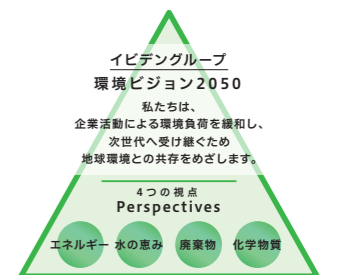 イビデングループ
環境ビジョン2050
私たちは、
企業活動による環境負荷を緩和し、
次世代へ受け継ぐため
地球環境との共存をめざします。
4つの視点
Perspectives
エネルギー 水の恵み 廃棄物 化学物質